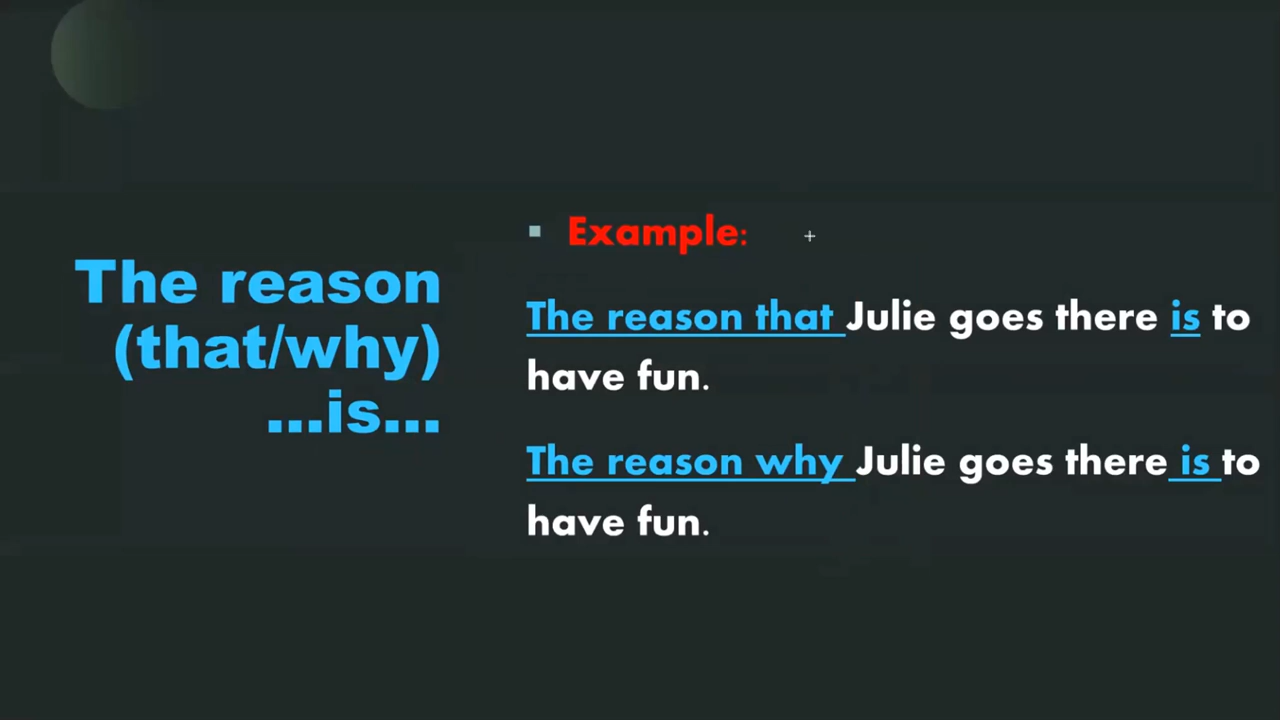 The reason
(that/why)
...is...
Example:
The reason that Julie goes there is to
have fun.
The reason why Julie goes there is to
have fun.